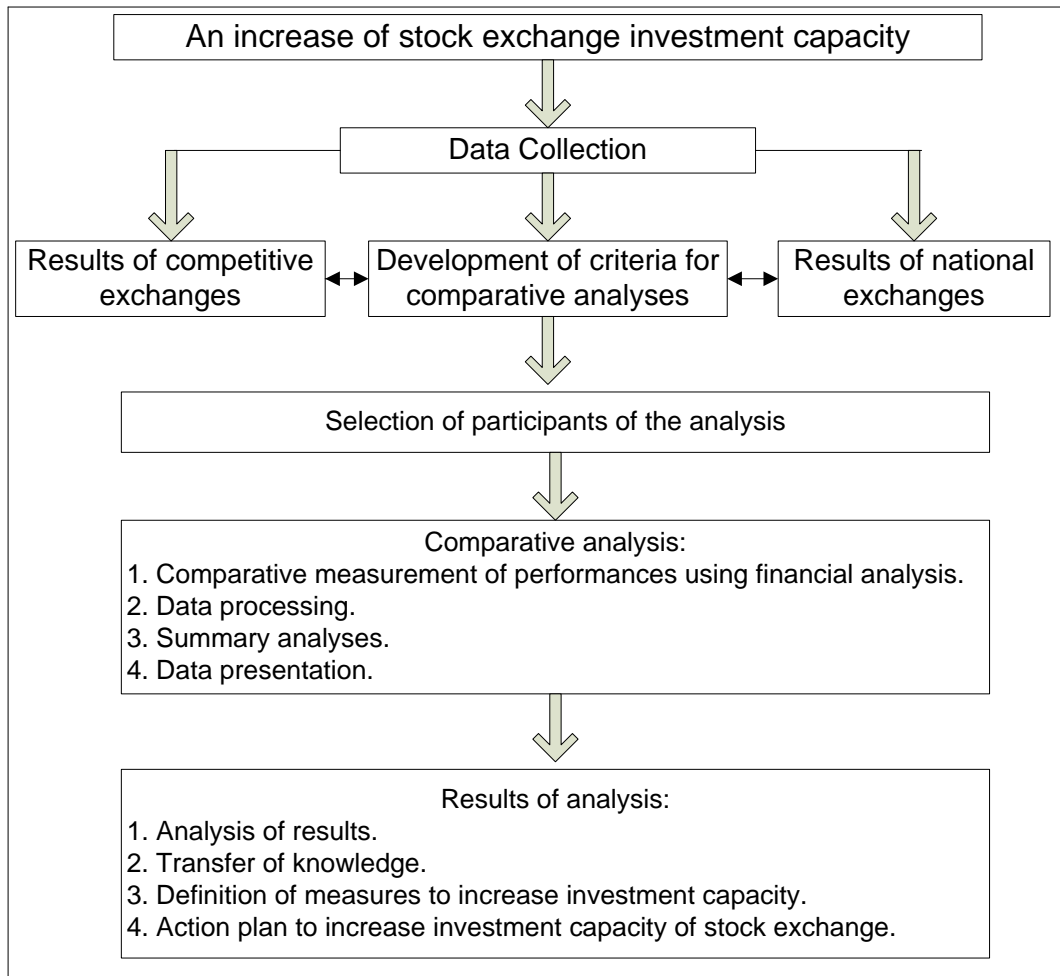 An increase of stock exchange investment capacity
Data Collection
Results of competitive
exchanges
Development of criteria for
comparative analyses
Results of national
exchanges
Selection of participants of the analysis
Comparative analysis:
1. Comparative measurement of performances using financial analysis.
2. Data processing.
3. Summary analyses.
4. Data presentation.
Results of analysis:
1. Analysis of results.
2. Transfer of knowledge.
3. Definition of measures to increase investment capacity.
4. Action plan to increase investment capacity of stock exchange.